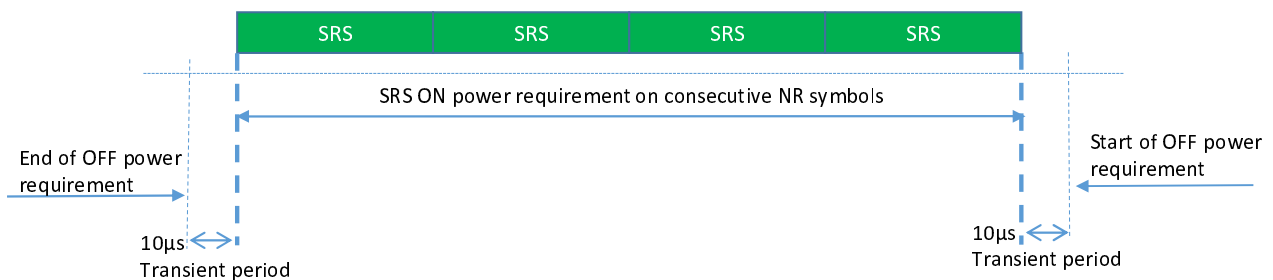 SRS SRS SRS SRS
SRS ON power requirement on consecutive NR symbols
End of OFF power
requirement
Start of OFF power
requirement
10µs
Transient period
10µs
Transient period